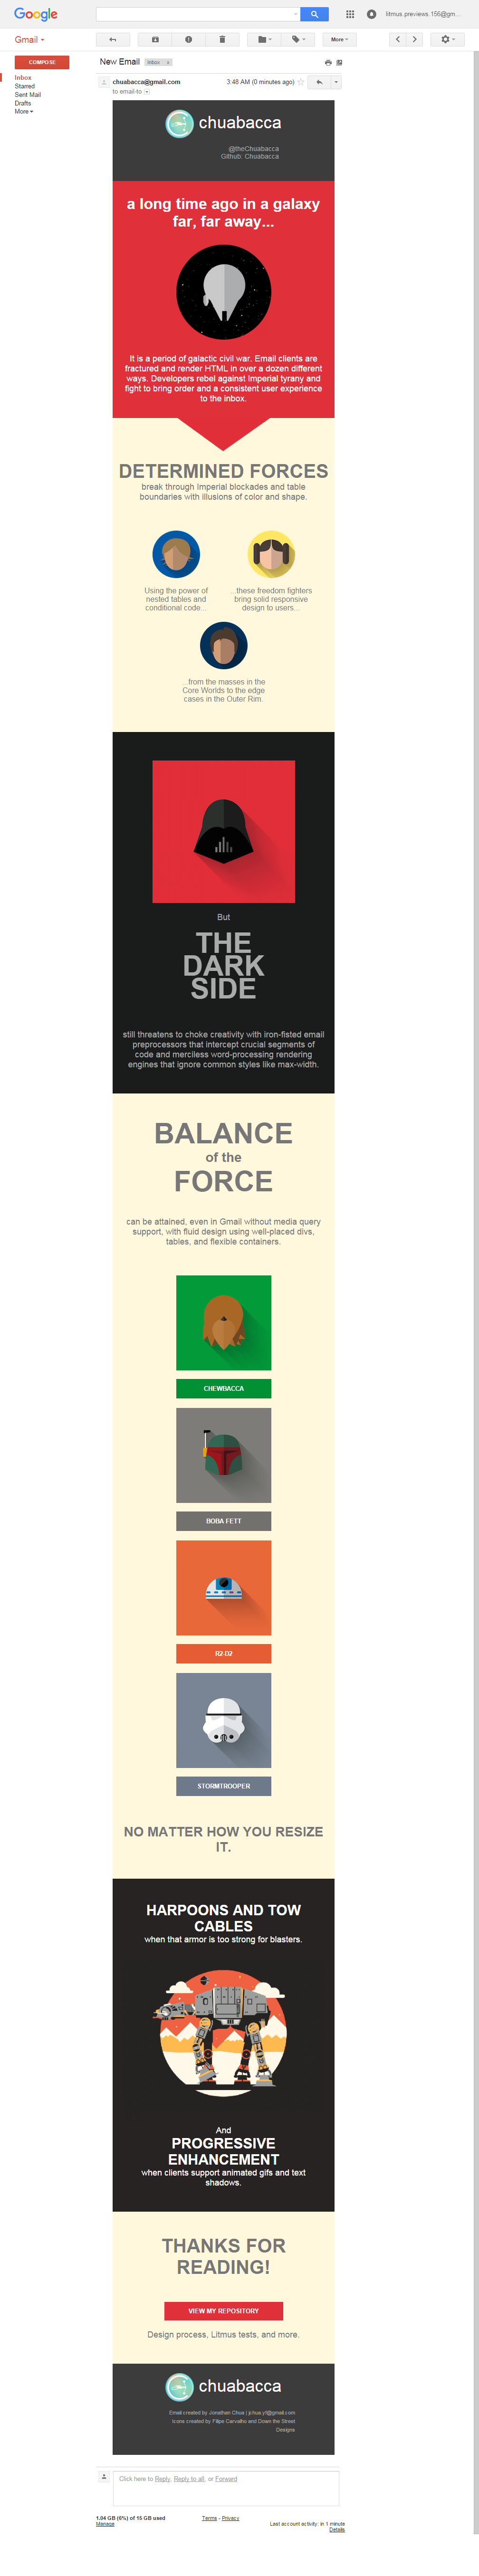 Google
litmus.previews.156@gm...
Gmail
More
COMPOSE
Inbox
Starred
Sent Mail
Drafts
More
New Email
Inbox x
chuabacca@gmail.com
3:48 AM (0 minutes ago)
to email-to
chuabacca
@theChuabacca
Github: Chuabacca
a long time ago in a galaxy
far, far away...
It is a period of galactic civil war. Email clients are
fractured and render HTML in over a dozen different
ways. Developers rebel against Imperial tyrany and
fight to bring order and a consistent user experience
to the inbox.
DETERMINED FORCES
break through Imperial blockades and table
boundaries with illusions of color and shape.
Using the power of
nested tables and
conditional code...
...these freedom fighters
bring solid responsive
design to users...
...from the masses in the
Core Worlds to the edge
cases in the Outer Rim.
But
THE
DARK
SIDE
still threatens to choke creativity with iron-fisted email
preprocessors that intercept crucial segments of
code and merciless word-processing rendering
engines that ignore common styles like max-width.
BALANCE
of the
FORCE
can be attained, even in Gmail without media query
support, with fluid design using well-placed divs,
tables, and flexible containers.
CHEWBACCA
BOBA FETT
R2-D2
STORMTROOPER
NO MATTER HOW YOU RESIZE
IT.
HARPOONS AND TOW
CABLES
when that armor is too strong for blasters.
And
PROGRESSIVE
ENHANCEMENT
when clients support animated gifs and text
shadows.
THANKS FOR
READING!
VIEW MY REPOSITORY
Design process, Litmus tests, and more.
chuabacca
Email created by Jonathan Chua | jchua.yf@gmail.com
Icons created by Filipe Carvalho and Down the Street
Designs
Click here to Reply, Reply to all, or Forward
1.04 GB (6%) of 15 GB used
Manage
Terms - Privacy
Last account activity: in 1 minute
Details